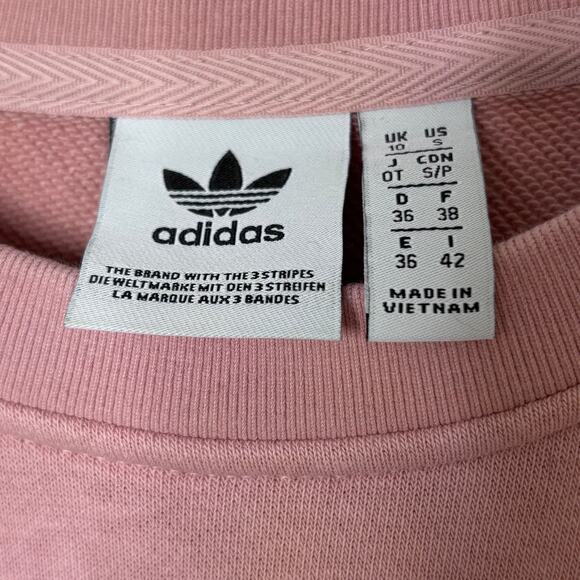 adidas
THE BRAND WITH THE 3 STRIPES
DIE WELTMARKE MIT DEN 3 STREIFEN
LA MARQUE AUX 3 BANDES
UK US
10 S
J CDN
OT S/P
D F
36 38
E I
36 42
MADE IN
VIETNAM